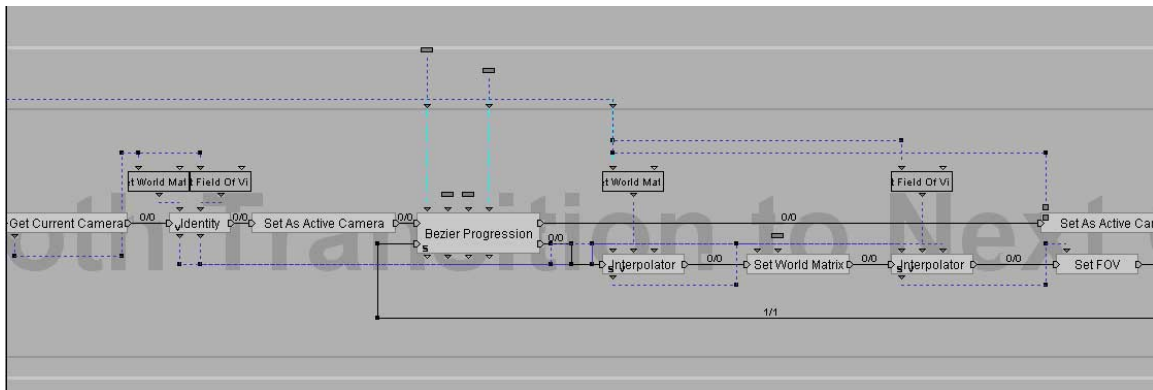 t World Mat
t Field Of Vi
t World Mat
t Field Of Vi
Get Current Camera
0/0
Identity
0/0
Set As Active Camera
0/0
Bezier Progression
0/0
Set As Active Car
oth Transition to Next
0/0
Interpolator
0/0
Set World Matrix
0/0
Interpolator
0/0
Set FOV
1/1